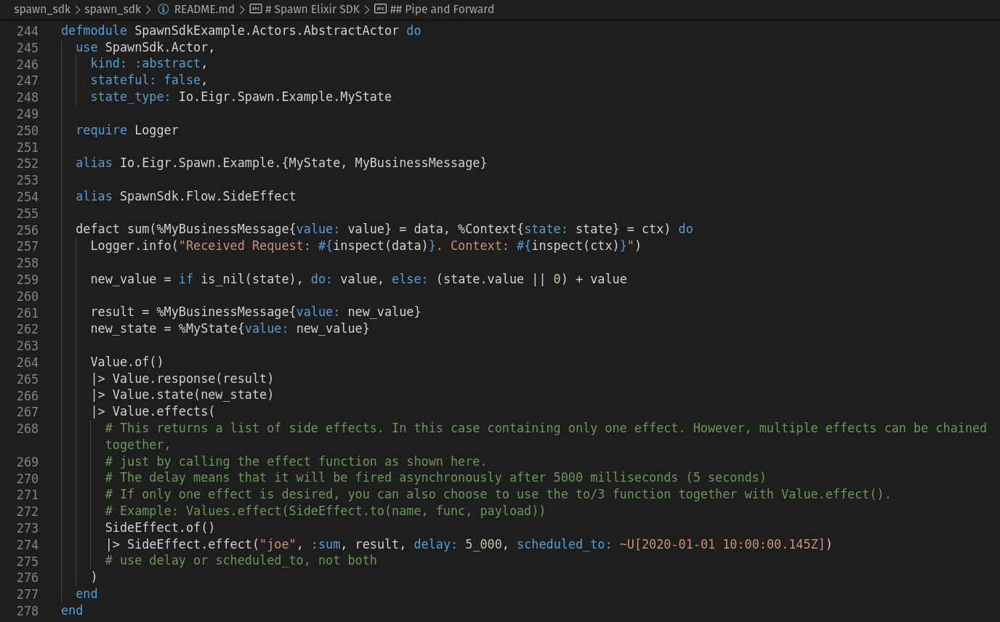 spawn_sdk > spawn_sdk > README.md > # Spawn Elixir SDK > ## Pipe and Forward
244 defmodule SpawnSdkExample.Actors.AbstractActor do
245 use SpawnSdk.Actor,
246 kind: :abstract,
247 stateful: false,
248 state_type: Io.Eigr.Spawn.Example.MyState
249
250 require Logger
251
252 alias Io.Eigr.Spawn.Example.{MyState, MyBusinessMessage}
253
254 alias SpawnSdk.Flow.SideEffect
255
256 defact sum(%MyBusinessMessage{value: value} = data, %Context{state: state} = ctx) do
257 Logger.info("Received Request: #{inspect(data)}. Context: #{inspect(ctx)}")
258
259 new_value = if is_nil(state), do: value, else: (state.value || 0) + value
260
261 result = %MyBusinessMessage{value: new_value}
262 new_state = %MyState{value: new_value}
263
264 Value.of()
265 |> Value.response(result)
266 |> Value.state(new_state)
267 |> Value.effects(
268 # This returns a list of side effects. In this case containing only one effect. However, multiple effects can be chained
together,
269 # just by calling the effect function as shown here.
270 # The delay means that it will be fired asynchronously after 5000 milliseconds (5 seconds)
271 # If only one effect is desired, you can also choose to use the to/3 function together with Value.effect().
272 # Example: Values.effect(SideEffect.to(name, func, payload))
273 SideEffect.of()
274 |> SideEffect.effect("joe", :sum, result, delay: 5_000, scheduled_to: ~U[2020-01-01 10:00:00.145Z])
275 # use delay or scheduled_to, not both
276 )
277 end
278 end